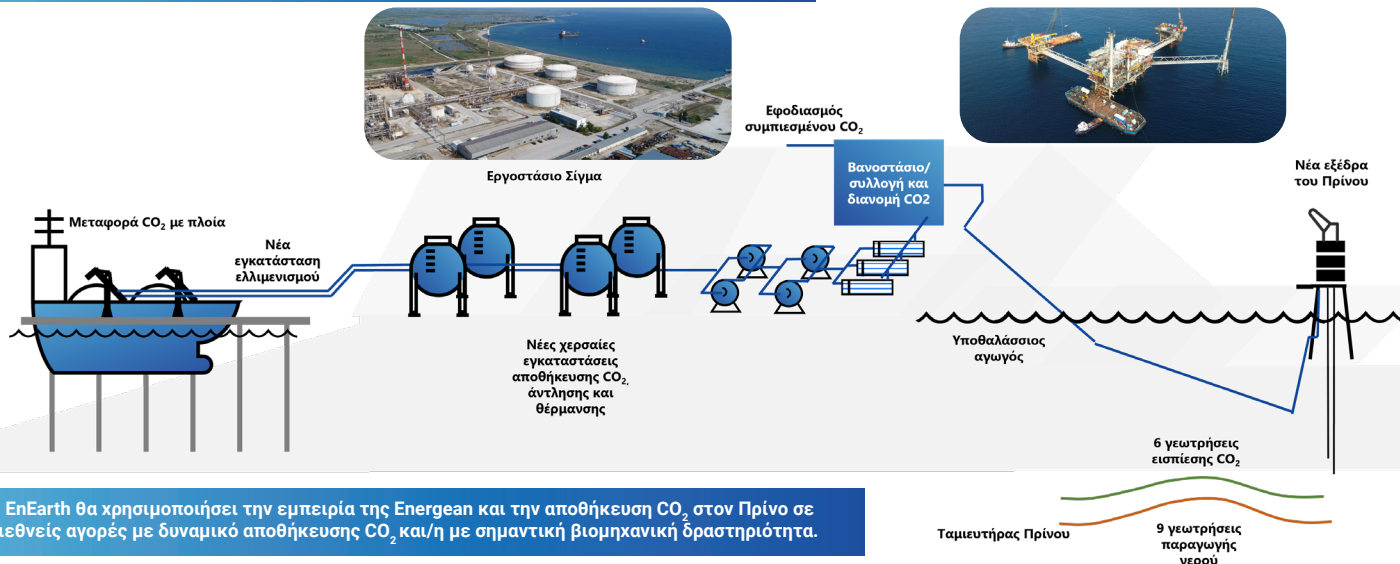 Εφοδιασμός
συμπιεσμένου CO₂
Εργοστάσιο Σίγμα
Βανοστάσιο/
συλλογή και
διανομή CO2
Νέα εξέδρα
του Πρίνου
Μεταφορά CO₂ με πλοία
Νέα
εγκατάσταση
ελλιμενισμού
Νέες χερσαίες
εγκαταστάσεις
αποθήκευσης CO₂,
άντλησης και
θέρμανσης
Υποθαλάσσιος
αγωγός
6 γεωτρήσεις
εισπίεσης CO₂
Ταμιευτήρας Πρίνου
9 γεωτρήσεις
παραγωγής
νερού
EnEarth θα χρησιμοποιήσει την εμπειρία της Energean και την αποθήκευση CO₂ στον Πρίνο σε
ιεθνείς αγορές με δυναμικό αποθήκευσης CO₂ και/η με σημαντική βιομηχανική δραστηριότητα.